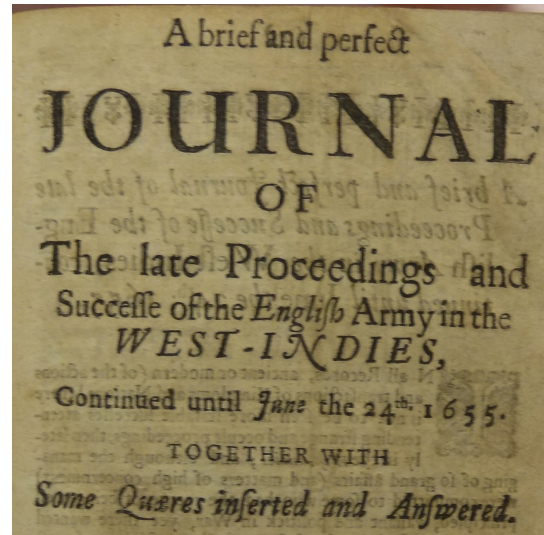 A brief and perfect
JOURNAL
OF
The late Proceedings and
Succeſſe of the Engliſh Army in the
WEST-INDIES,
Continued until June the 24th. 1655.
TOGETHER WITH
Some Quæres inſerted and Anſwered.